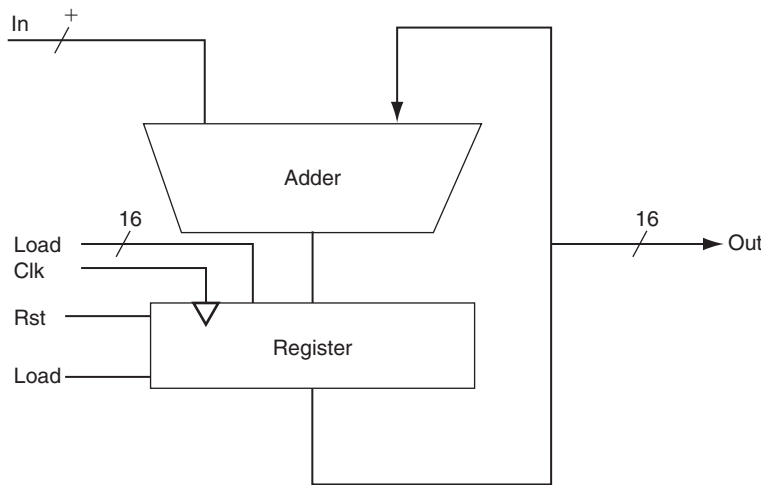 In
+
Adder
16
Load
16
Out
Clk
Rst
Register
Load